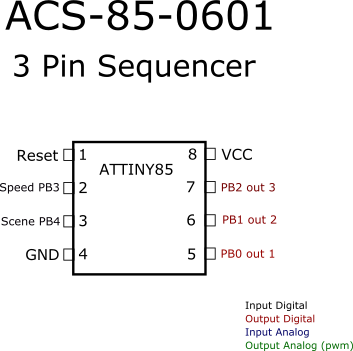 ACS-85-0601
3 Pin Sequencer
Reset 1 8 VCC
ATTINY85
Speed PB3 2 7 PB2 out 3
Scene PB4 3 6 PB1 out 2
GND 4 5 PB0 out 1
Input Digital
Output Digital
Input Analog
Output Analog (pwm)